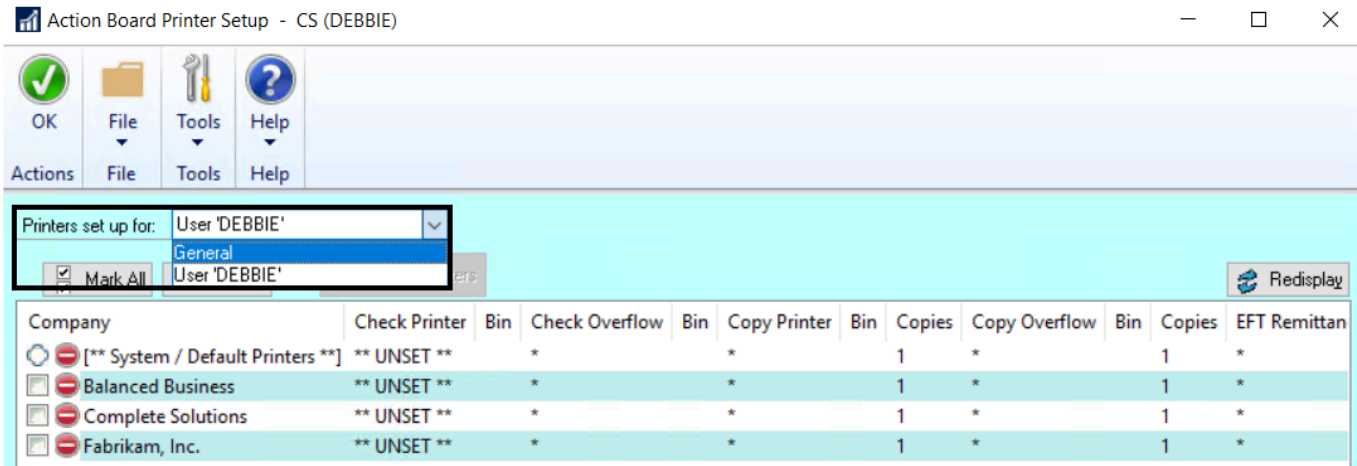 Action Board Printer Setup - CS (DEBBIE)
OK File Tools Help
Actions File Tools Help
Printers set up for: User 'DEBBIE'
General
Mark All User 'DEBBIE' Redisplay
Company Check Printer Bin Check Overflow Bin Copy Printer Bin Copies Copy Overflow Bin Copies EFT Remittan
[** System / Default Printers **] ** UNSET ** * * 1 * 1 *
Balanced Business ** UNSET ** * * 1 * 1 *
Complete Solutions ** UNSET ** * * 1 * 1 *
Fabrikam, Inc. ** UNSET ** * * 1 * 1 *